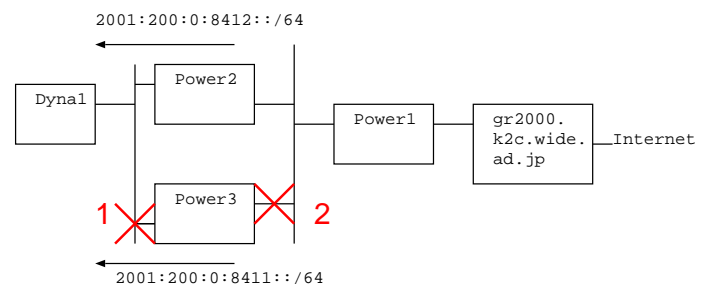 2001:200:0:8412::/64
Power2
Dyna1
Power1
gr2000.
k2c.wide.
ad.jp
Internet
Power3
1
2
2001:200:0:8411::/64